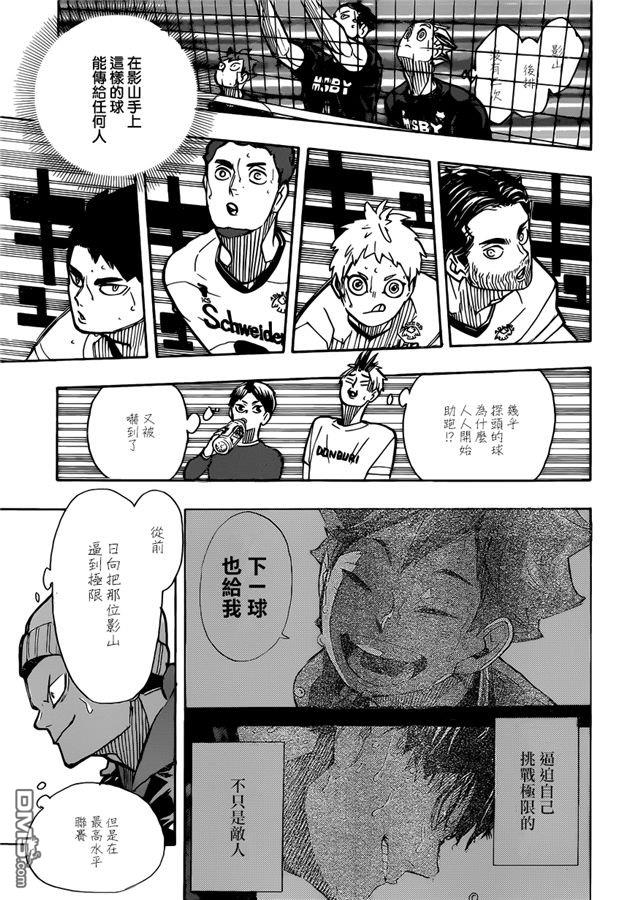 影山
後排
沒有一次
MSBY
MSBY
在影山手上
這樣的球
能傳給任何人
Schweiden
幾乎
探頭的球
為什麼
人人開始
助跑!?
DONBURI
又被
嚇到了
下一球
也給我
從前
日向把那位影山
逼到極限
逼迫自己
挑戰極限的
不只是敵人
但是在
最高水平
聯賽